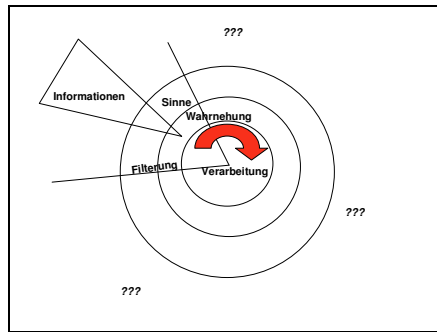 ???
Informationen
Sinne
Wahrnehung
Filterung
Verarbeitung
???
???